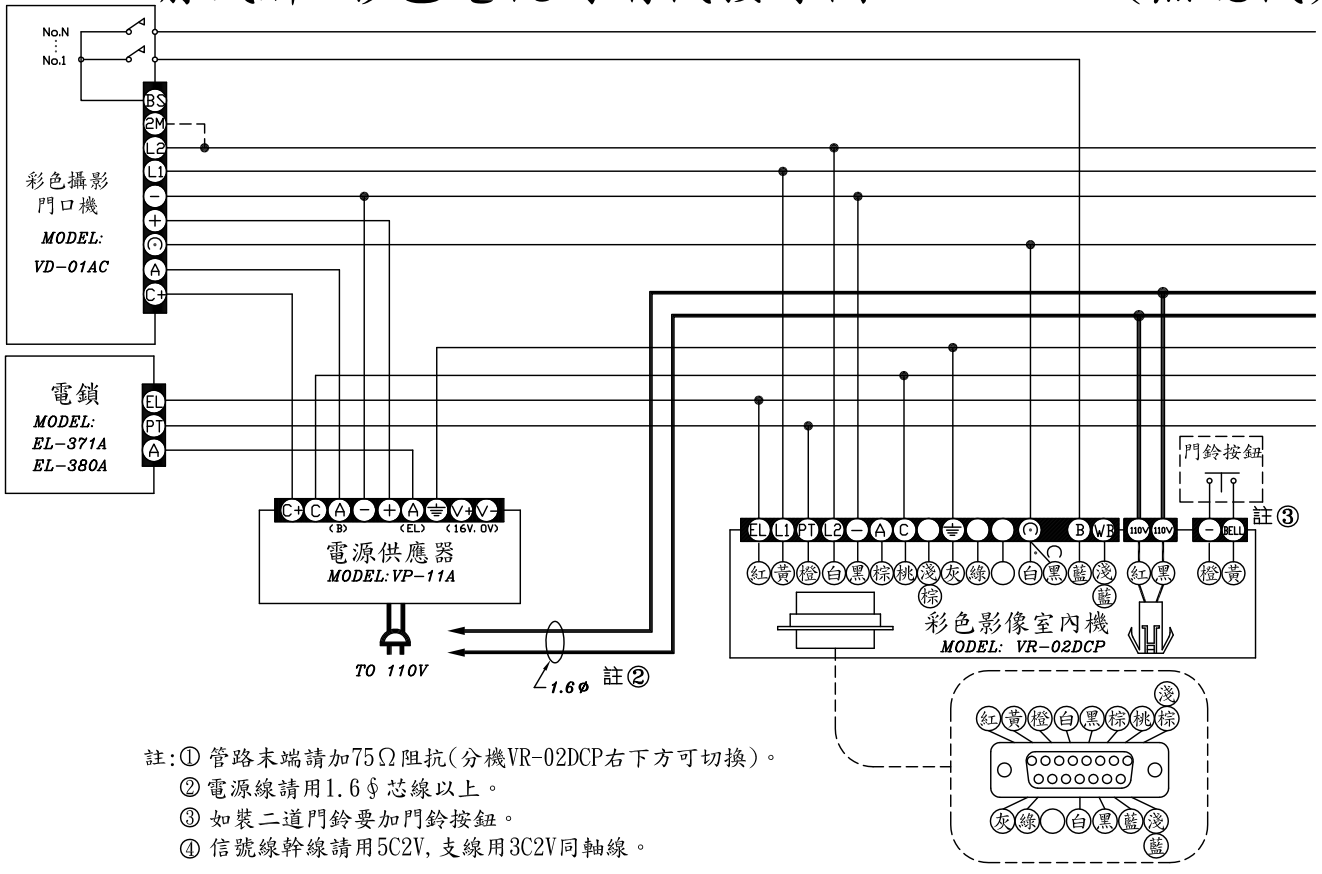 No.N
No.1
BS
2M
L2
L1
−
+
A
C+
彩色攝影
門口機
MODEL:
VD-01AC
電鎖
MODEL:
EL-371A
EL-380A
EL
PT
A
C+ C A − + A V+ V-
(B) (EL) (16V. 0V)
電源供應器
MODEL:VP-11A
TO 110V
1.6ø 註②
門鈴按鈕
註③
EL L1 PT L2 − A C B WB 110V 110V − BELL
紅 黃 橙 白 黑 棕 桃 淺 灰 綠 白 黑 藍 淺 紅 黑 橙 黃
棕 藍
彩色影像室內機
MODEL: VR-02DCP
淺
紅 黃 橙 白 黑 棕 桃 棕
灰 綠 白 黑 藍 淺
藍
註:① 管路末端請加75Ω阻抗(分機VR-02DCP右下方可切換)。
② 電源線請用1.6∮芯線以上。
③ 如裝二道門鈴要加門鈴按鈕。
④ 信號線幹線請用5C2V,支線用3C2V同軸線。